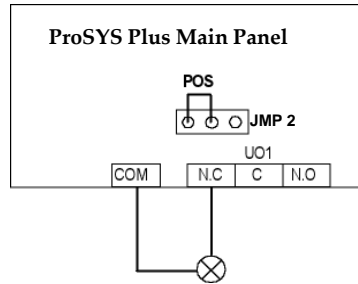 ProSYS Plus Main Panel
POS
JMP 2
UO1
COM N.C C N.O